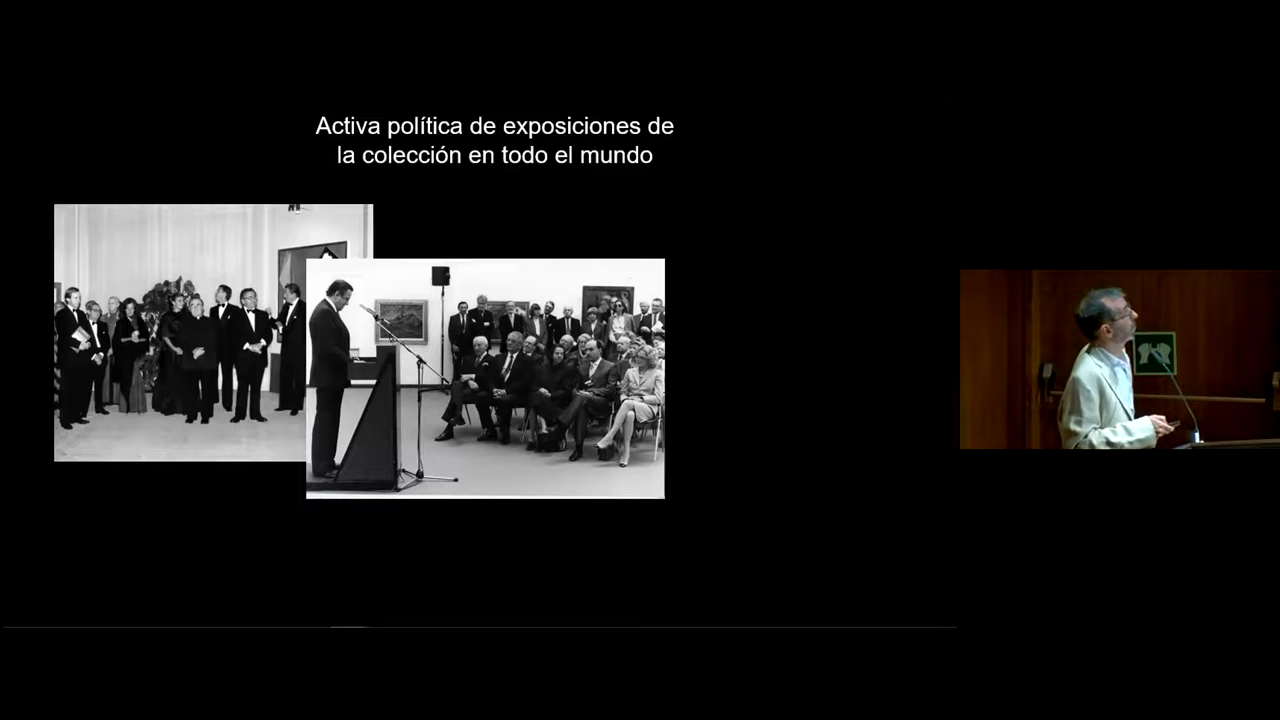 Activa política de exposiciones de
la colección en todo el mundo